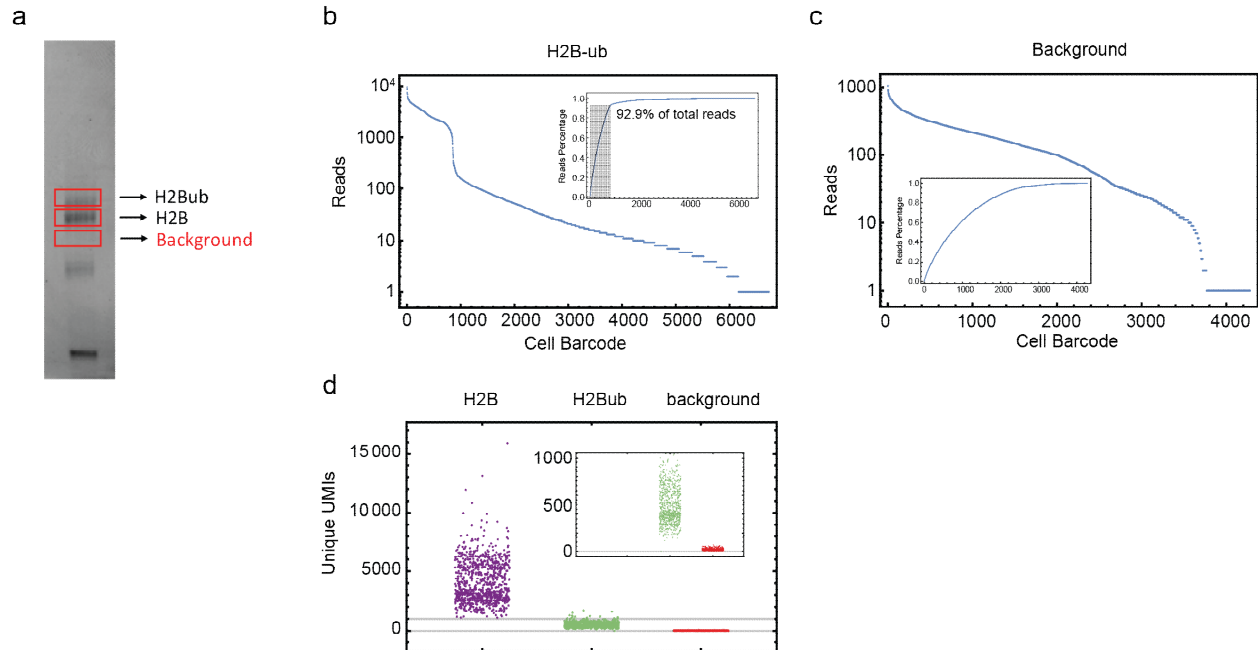 a
H2Bub
H2B
Background
b
H2B-ub
10⁴
1000
100
10
1
Reads
0 1000 2000 3000 4000 5000 6000
Cell Barcode
1.0
0.8
0.6
0.4
0.2
0
Reads Percentage
92.9% of total reads
0 2000 4000 6000
c
Background
1000
100
10
1
Reads
0 1000 2000 3000 4000
Cell Barcode
1.0
0.8
0.6
0.4
0.2
0.0
Reads Percentage
0 1000 2000 3000 4000
d
H2B H2Bub background
15 000
10 000
5000
0
Unique UMIs
1000
500
0